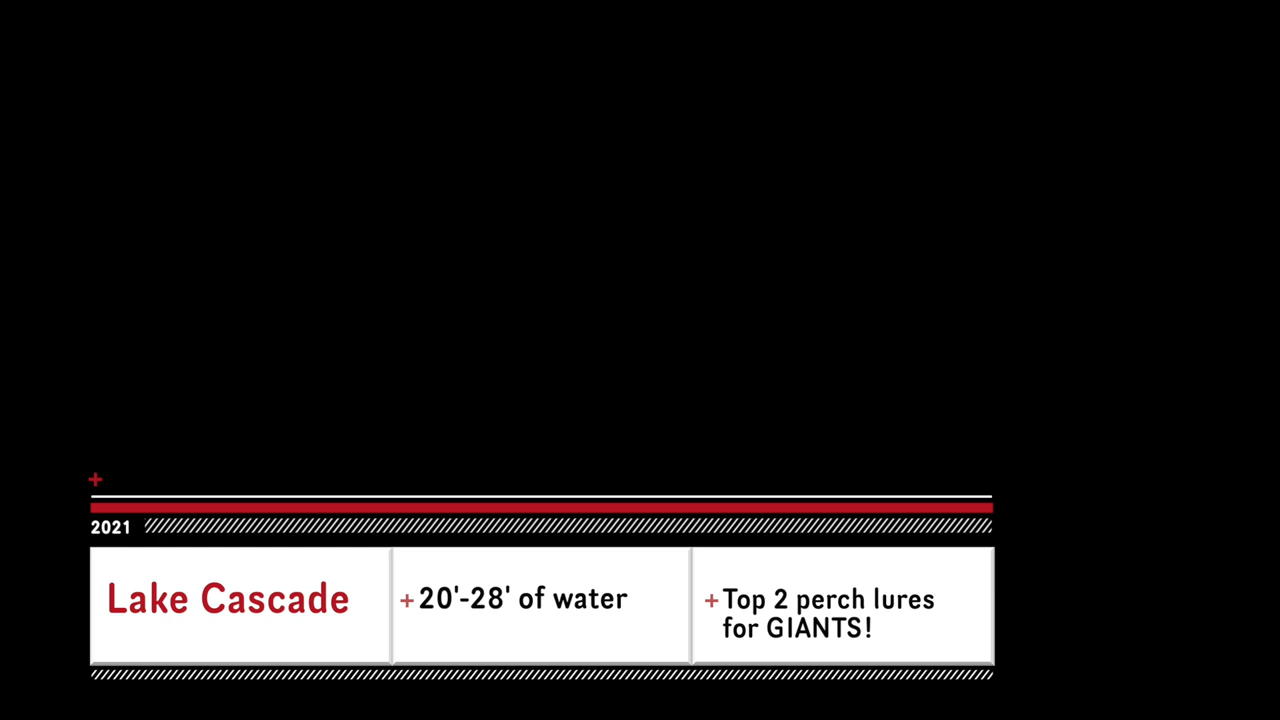 2021
Lake Cascade
+ 20'-28' of water
+ Top 2 perch lures
for GIANTS!